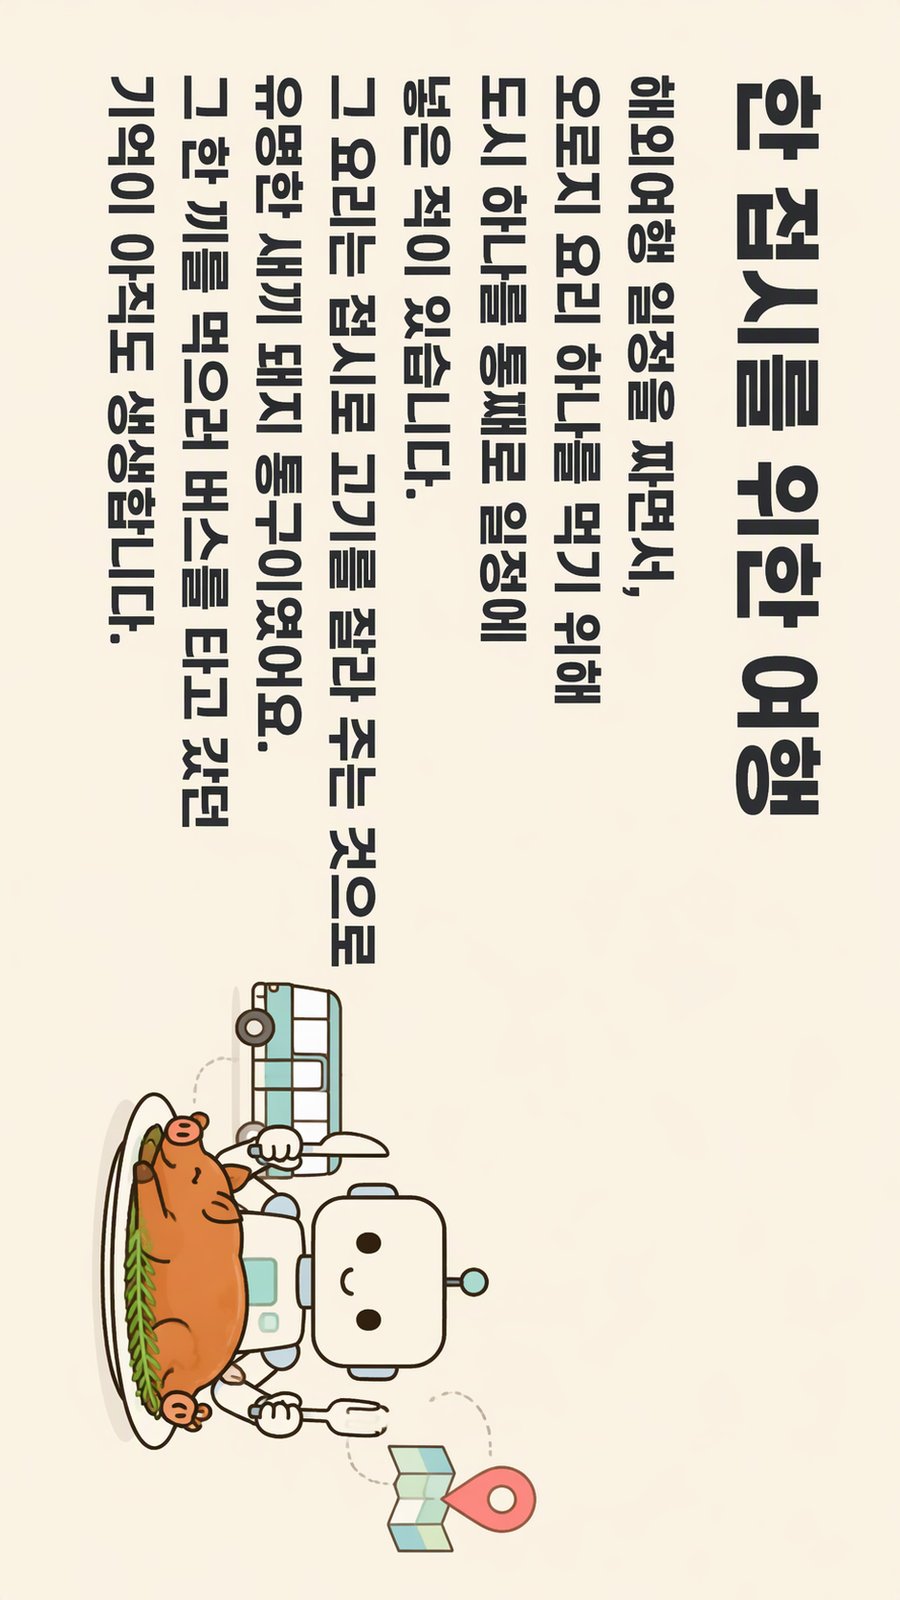 한 접시를 위한 여행
해외여행 일정을 짜면서,
오로지 요리 하나를 먹기 위해
도시 하나를 통째로 일정에
넣은 적이 있습니다.
그 요리는 접시로 고기를 잘라 주는 것으로
유명한 새끼 돼지 통구이였어요.
그 한 끼를 먹으러 버스를 타고 갔던
기억이 아직도 생생합니다.